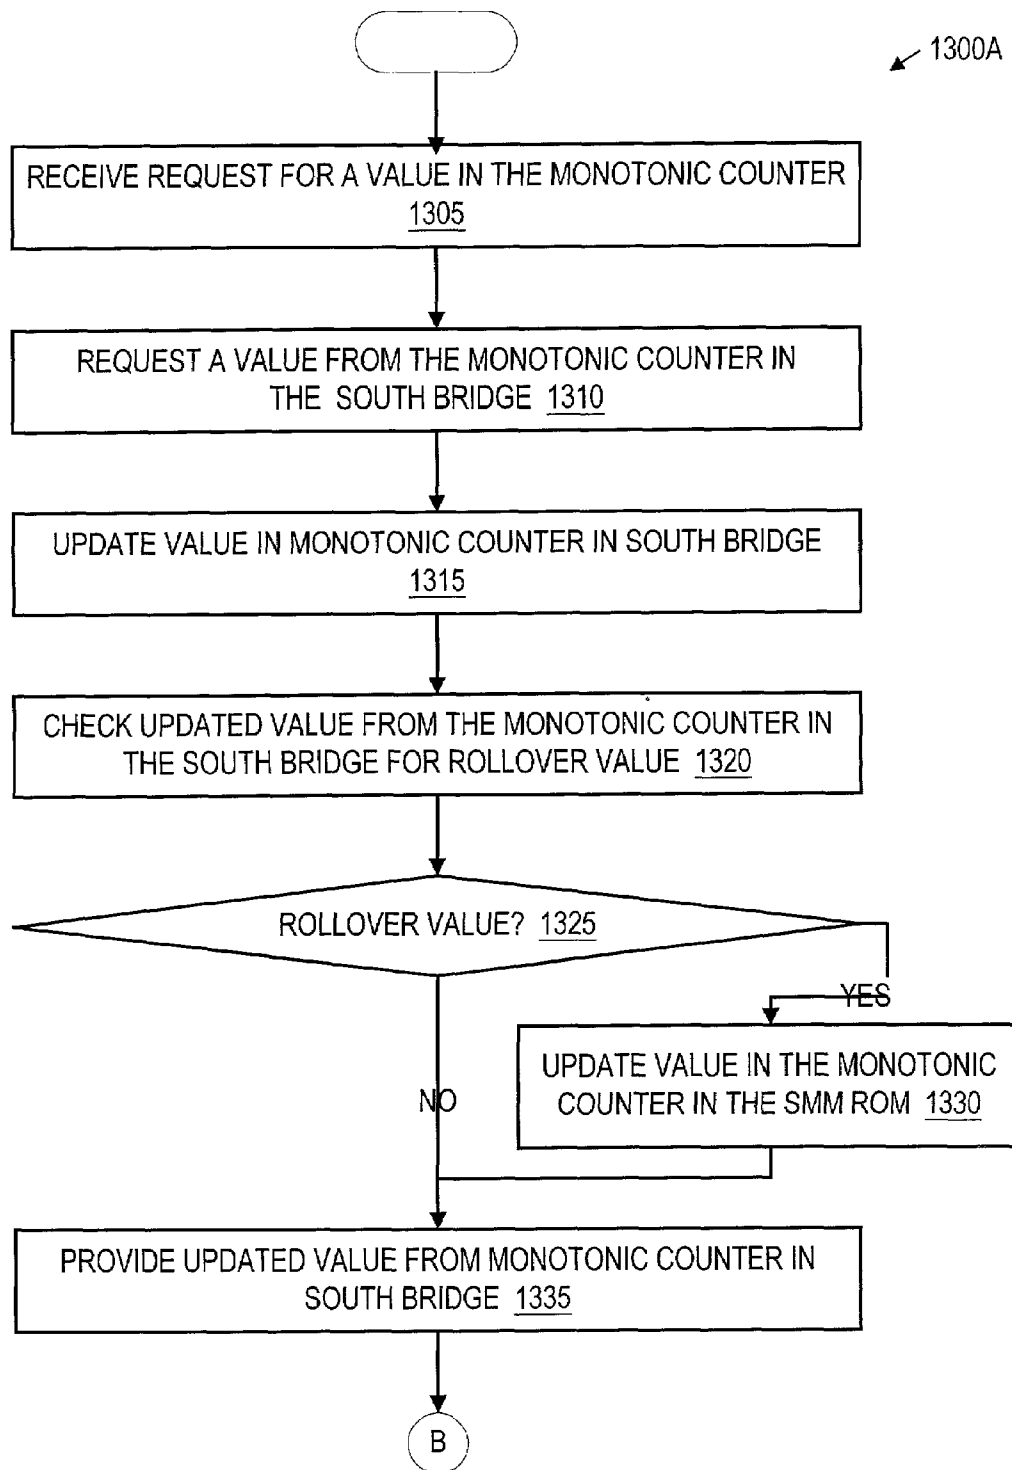 1300A
RECEIVE REQUEST FOR A VALUE IN THE MONOTONIC COUNTER
1305
REQUEST A VALUE FROM THE MONOTONIC COUNTER IN
THE SOUTH BRIDGE 1310
UPDATE VALUE IN MONOTONIC COUNTER IN SOUTH BRIDGE
1315
CHECK UPDATED VALUE FROM THE MONOTONIC COUNTER IN
THE SOUTH BRIDGE FOR ROLLOVER VALUE 1320
ROLLOVER VALUE? 1325
YES
UPDATE VALUE IN THE MONOTONIC
COUNTER IN THE SMM ROM 1330
NO
PROVIDE UPDATED VALUE FROM MONOTONIC COUNTER IN
SOUTH BRIDGE 1335
B